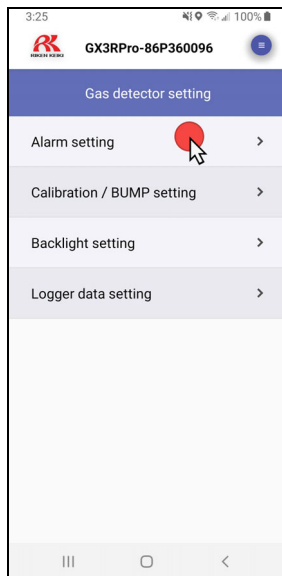 3:25 100%
RK GX3RPro-86P360096
RIKEN KEIKI
Gas detector setting
Alarm setting
Calibration / BUMP setting
Backlight setting
Logger data setting